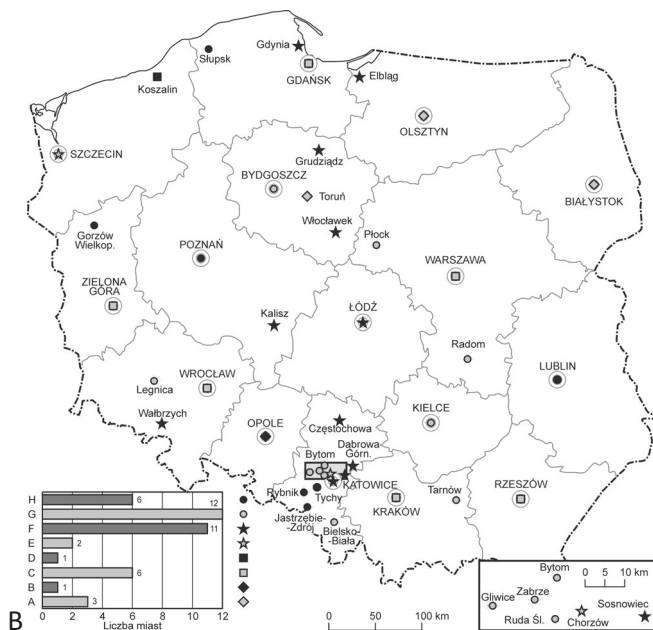 Gdynia
Słupsk
GDAŃSK
Elbląg
Koszalin
OLSZTYN
SZCZECIN
Grudziądz
BYDGOSZCZ
Toruń
BIAŁYSTOK
Włocławek
Gorzów
Wielkop.
Płock
POZNAŃ
WARSZAWA
ZIELONA
GÓRA
Kalisz
ŁÓDŹ
Radom
LUBLIN
WROCŁAW
Legnica
Wałbrzych
KIELCE
OPOLE
Częstochowa
Bytom
Dąbrowa
Górn.
KATOWICE
Rybnik
Tychy
Jastrzębie-
-Zdrój
Bielsko-
-Biała
KRAKÓW
Tarnów
RZESZÓW
H 6
G 12
F 11
E 2
D 1
C 6
B 1
A 3
0 2 4 6 8 10 12
Liczba miast
B
0 50 100 km
0 5 10 km
Bytom
Zabrze
Gliwice
Ruda Śl.
Chorzów
Sosnowiec